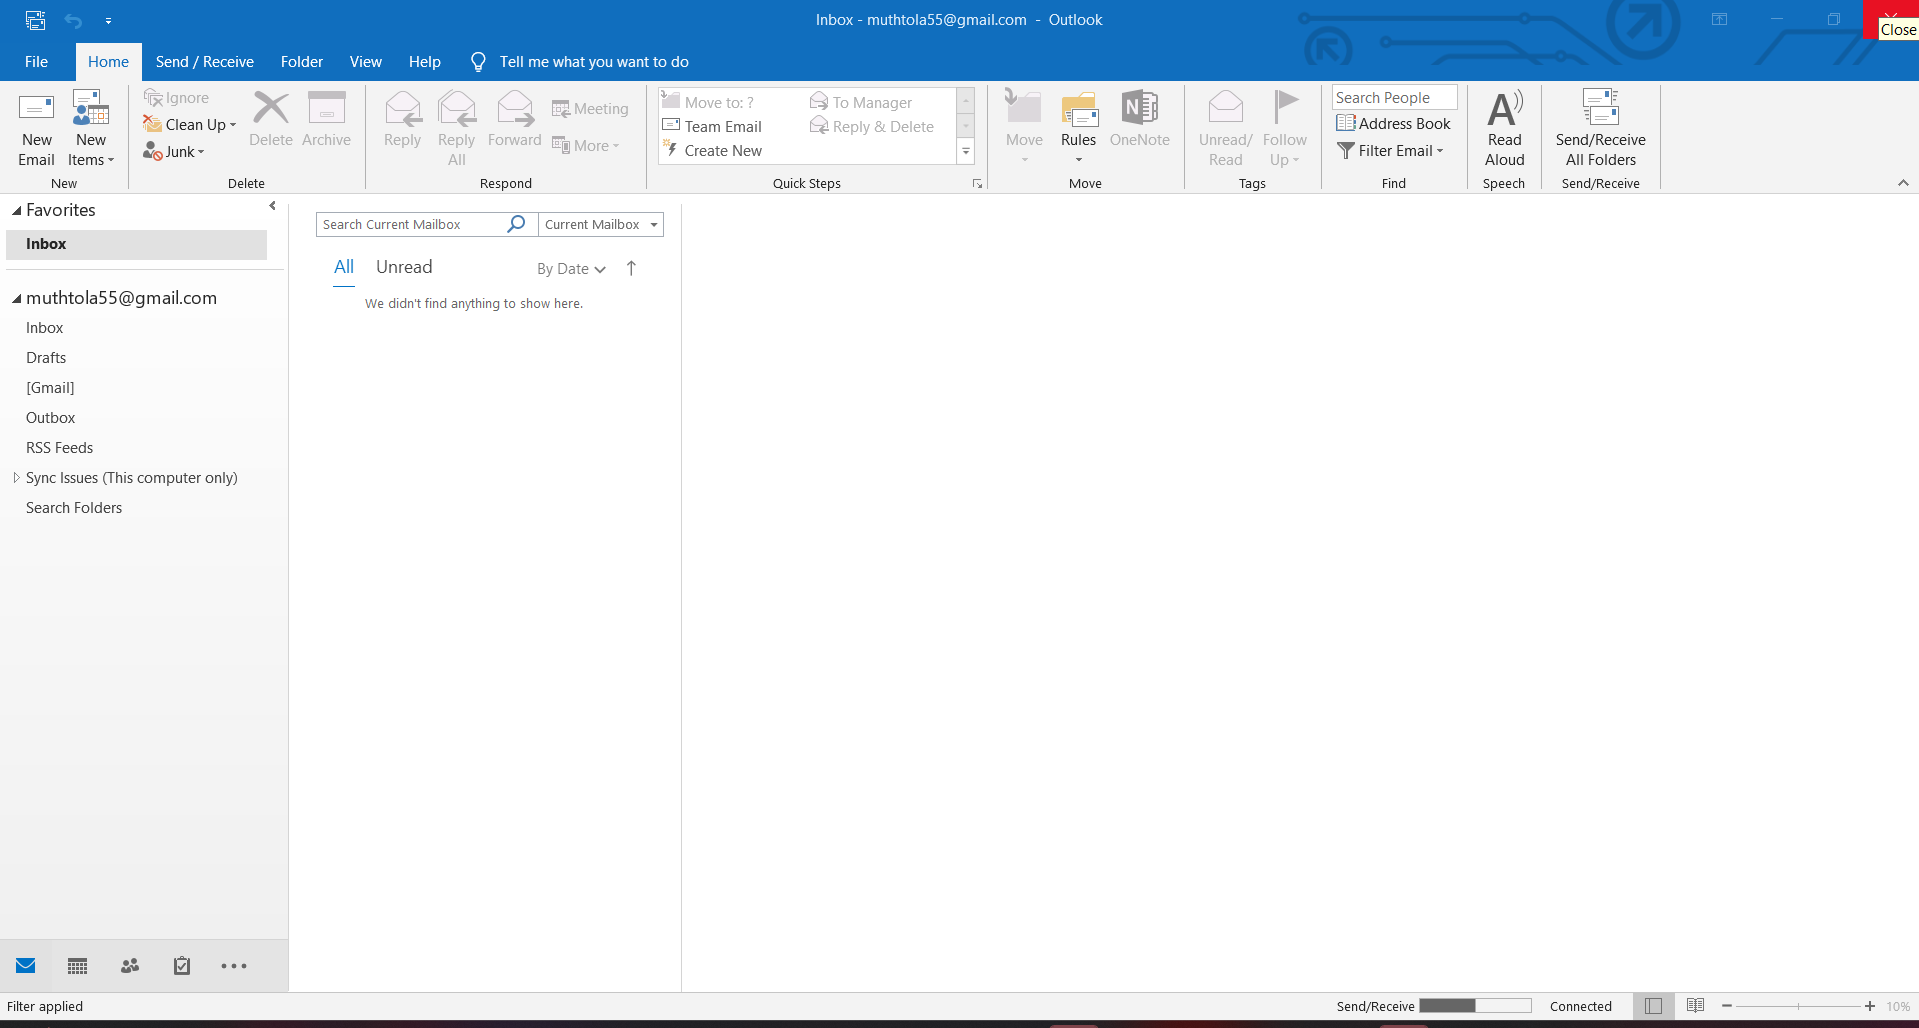 Inbox - muthtola55@gmail.com - Outlook
Close
File Home Send / Receive Folder View Help Tell me what you want to do
New Email
New Items
New
Ignore
Clean Up
Junk
Delete
Archive
Delete
Reply
Reply All
Forward
Meeting
More
Respond
Move to: ?
Team Email
Create New
To Manager
Reply & Delete
Quick Steps
Move
Rules
OneNote
Move
Unread/ Read
Follow Up
Tags
Search People
Address Book
Filter Email
Find
Read Aloud
Speech
Send/Receive All Folders
Send/Receive
Favorites
Inbox
muthtola55@gmail.com
Inbox
Drafts
[Gmail]
Outbox
RSS Feeds
Sync Issues (This computer only)
Search Folders
Search Current Mailbox Current Mailbox
All Unread By Date
We didn't find anything to show here.
Filter applied
Send/Receive Connected 10%